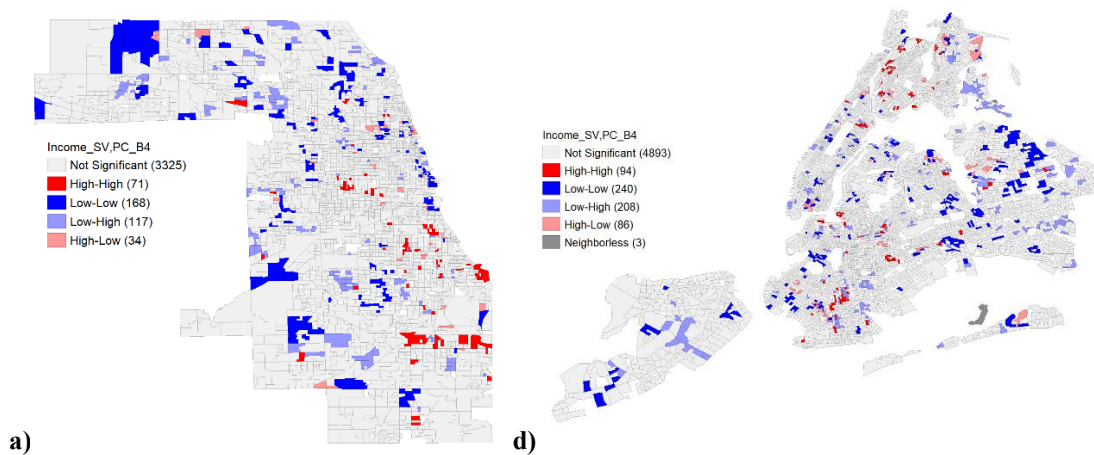 Income_SV,PC_B4
Not Significant (3325)
High-High (71)
Low-Low (168)
Low-High (117)
High-Low (34)
a)
Income_SV,PC_B4
Not Significant (4893)
High-High (94)
Low-Low (240)
Low-High (208)
High-Low (86)
Neighborless (3)
d)